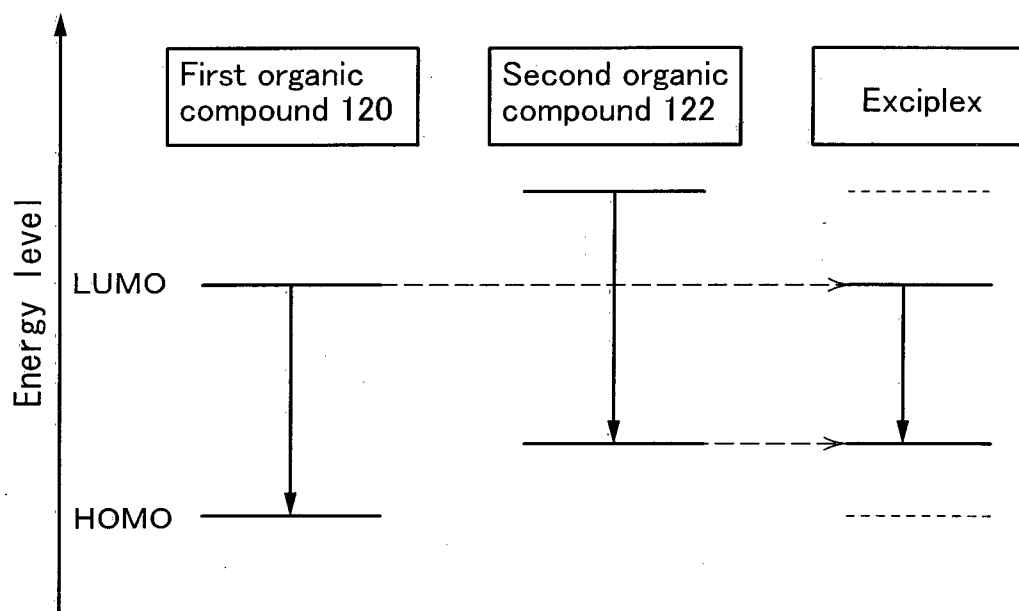 First organic
compound 120
Second organic
compound 122
Exciplex
Energy level
LUMO
HOMO